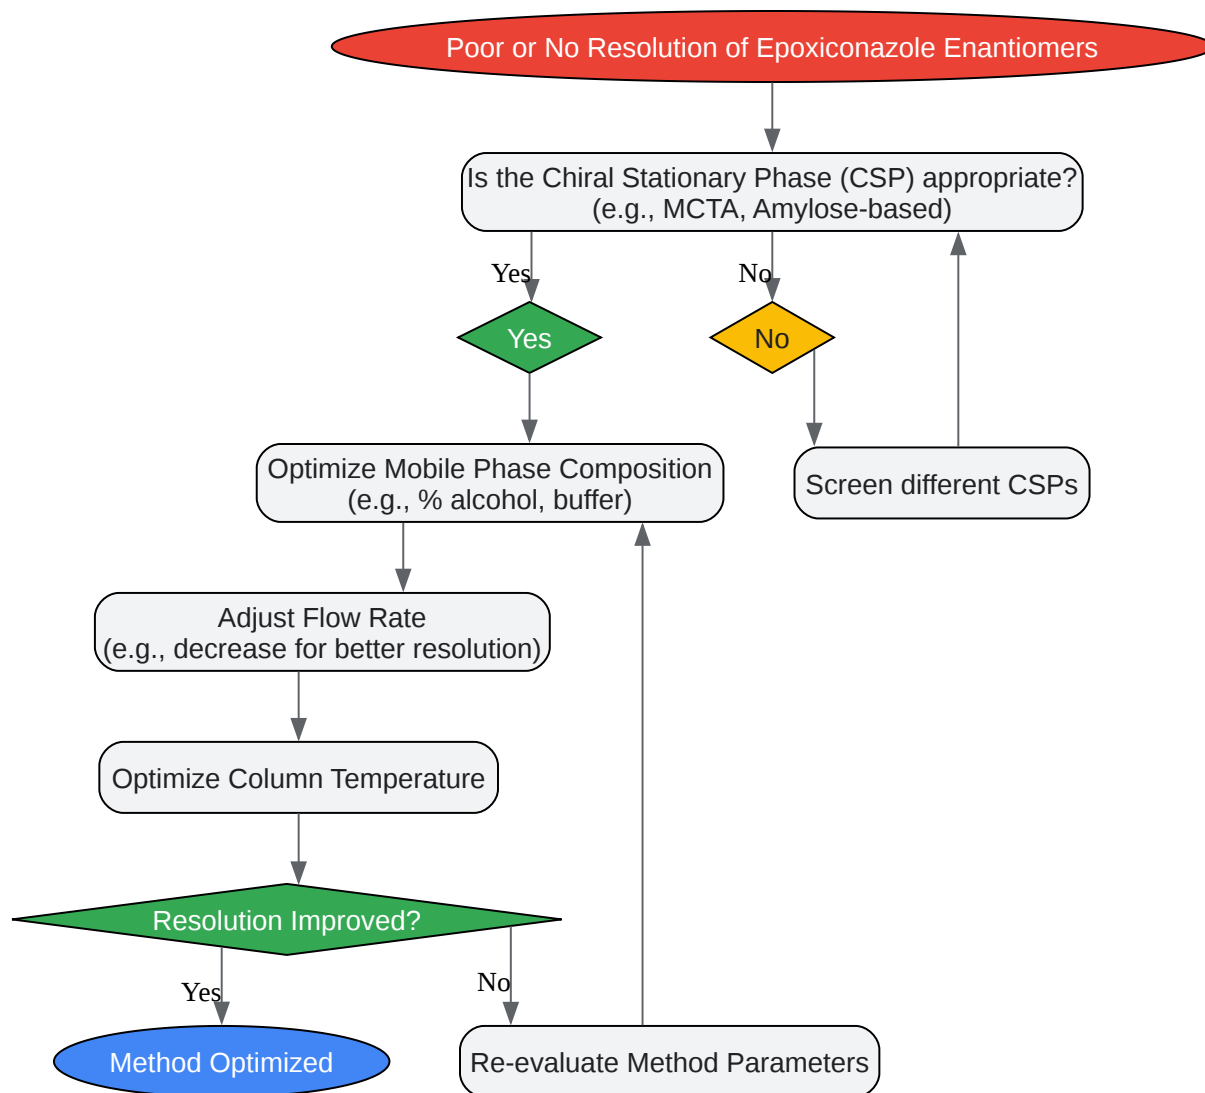 Poor or No Resolution of Epoxiconazole Enantiomers
Is the Chiral Stationary Phase (CSP) appropriate?
(e.g., MCTA, Amylose-based)
Yes
No
Yes
No
Optimize Mobile Phase Composition
(e.g., % alcohol, buffer)
Screen different CSPs
Adjust Flow Rate
(e.g., decrease for better resolution)
Optimize Column Temperature
Resolution Improved?
Yes
No
Method Optimized
Re-evaluate Method Parameters